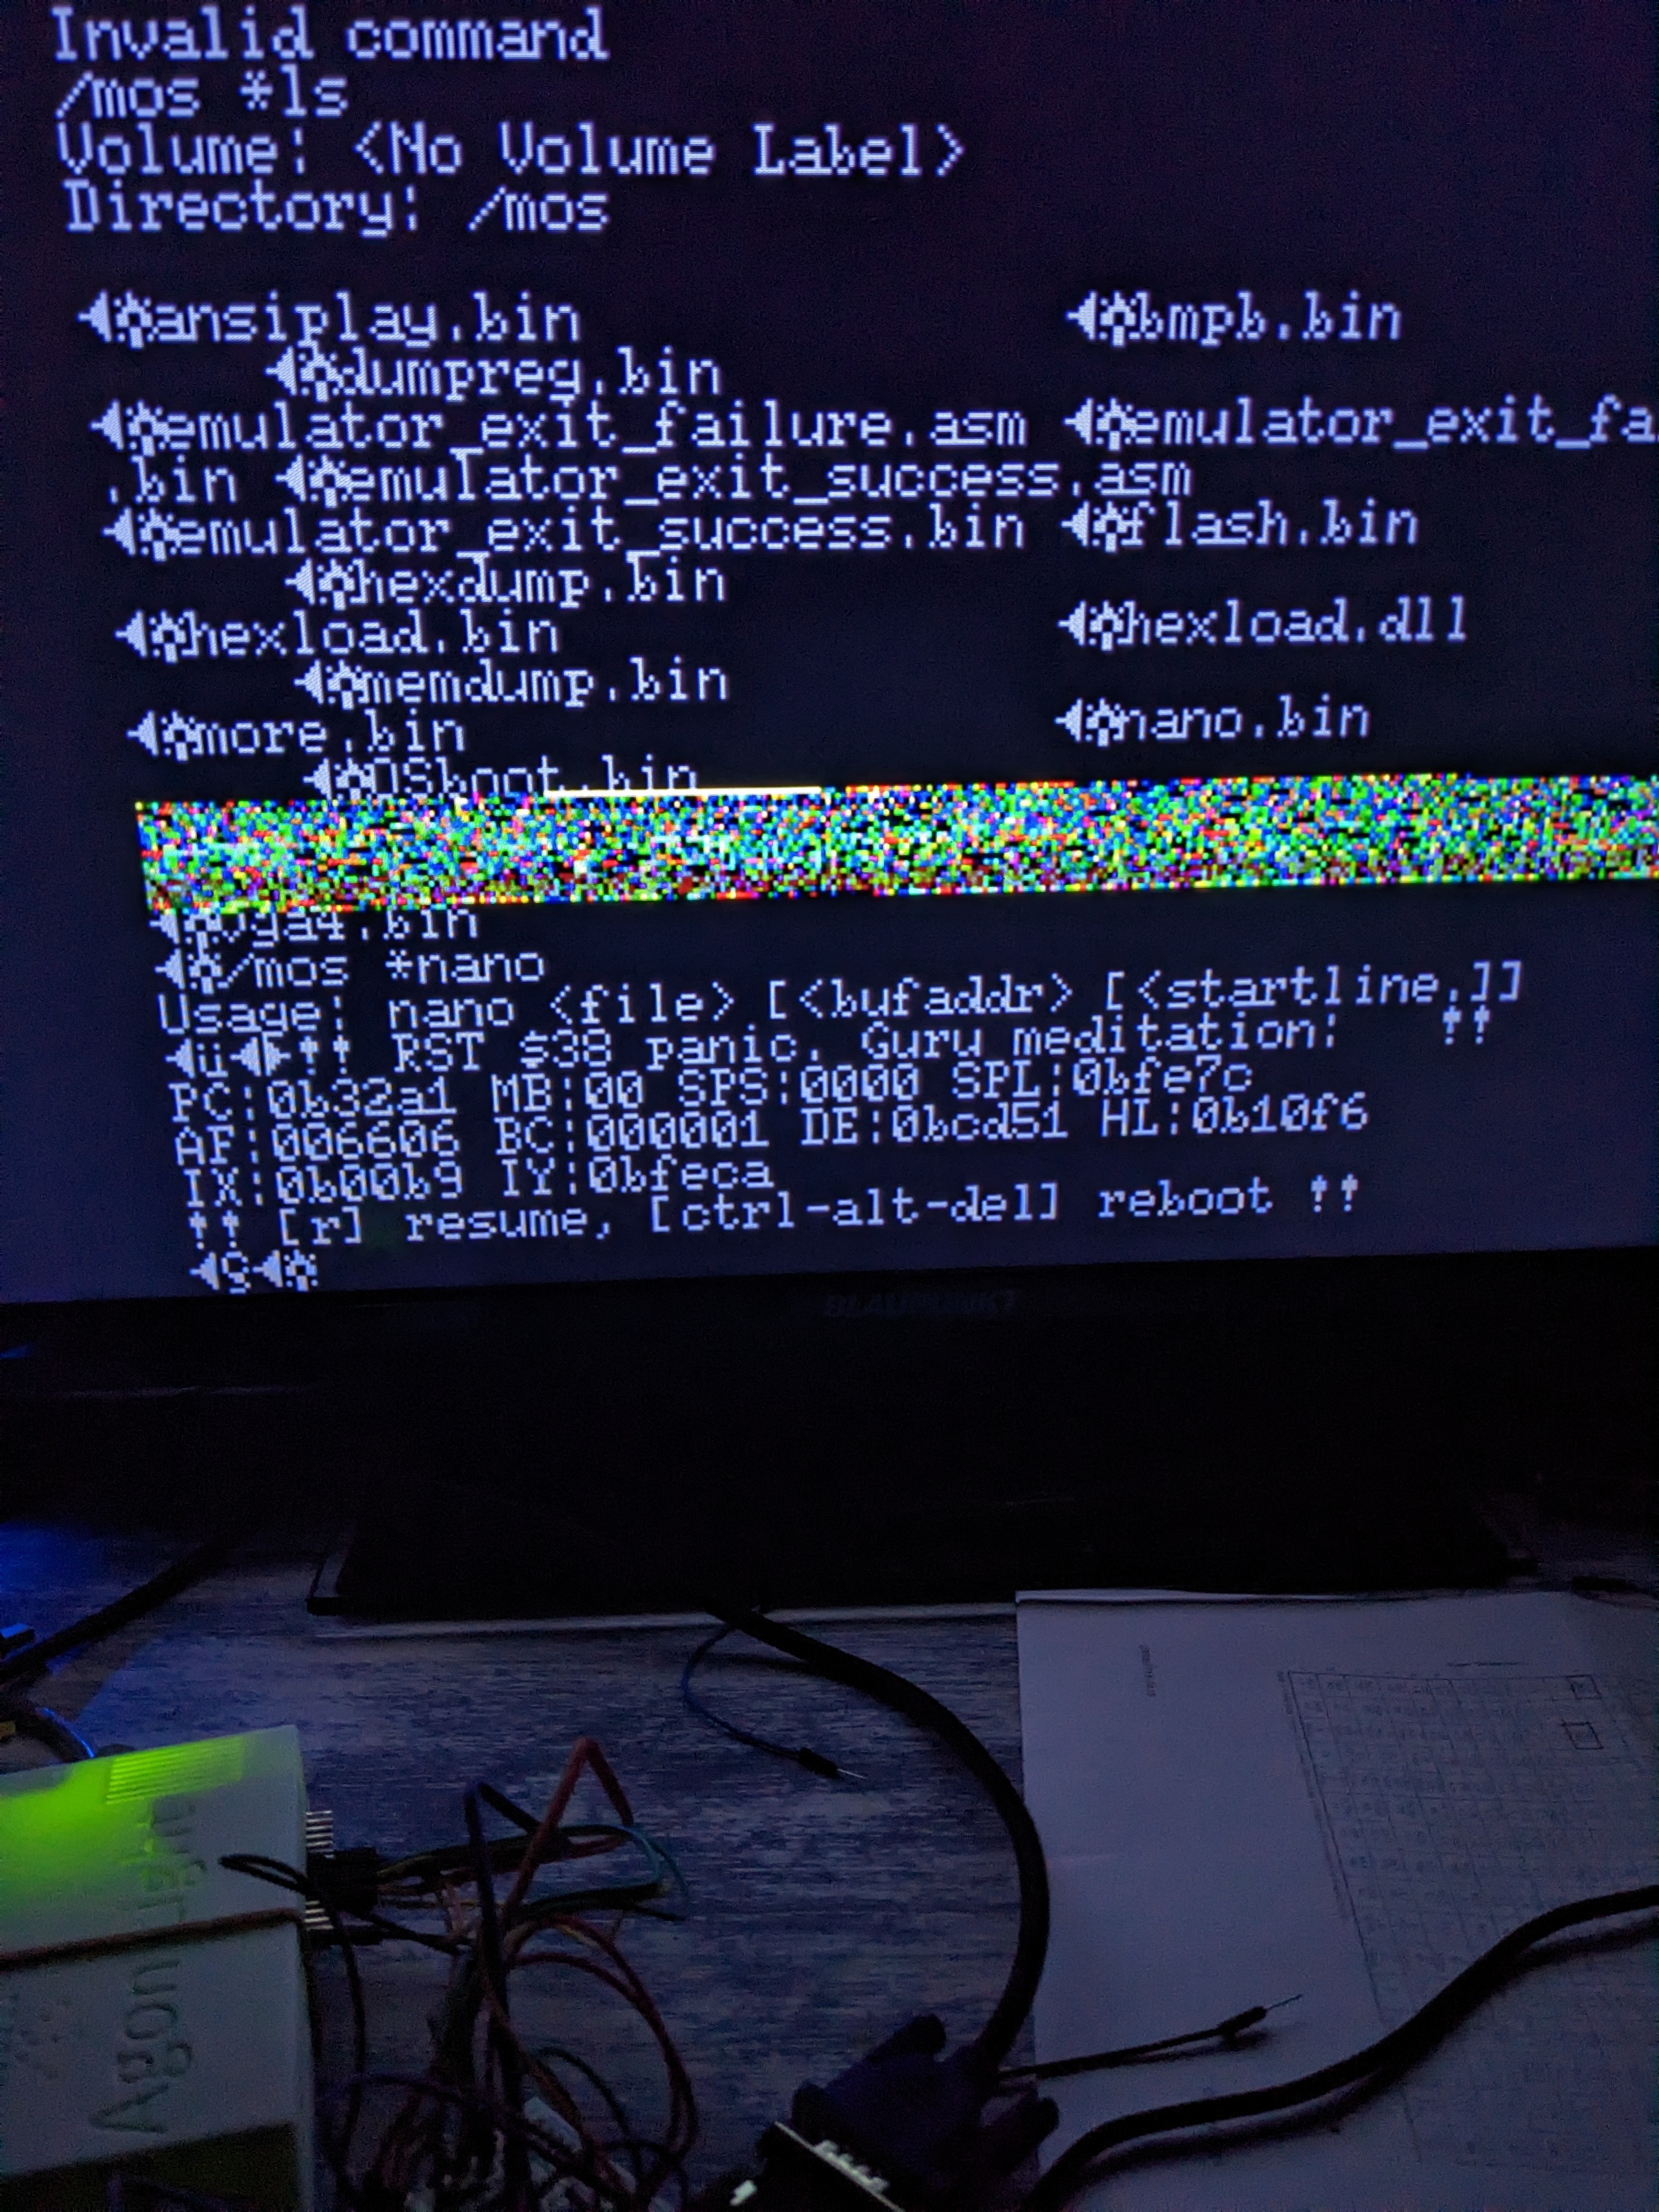 Invalid command
/mos *ls
Volume: <No Volume Label>
Directory: /mos
ansiplay.bin bmpb.bin
dumpreg.bin
emulator_exit_failure.asm emulator_exit_fa
.bin emulator_exit_success.asm
emulator_exit_success.bin flash.bin
hexdump.bin
hexload.bin hexload.dll
memdump.bin
more.bin nano.bin
OSboot.bin
vga4.bin
/mos *nano
Usage: nano <file> [<bufaddr> [<startline.]]
ü !! RST $38 panic. Guru meditation: !!
PC:0b32a1 MB:00 SPS:0000 SPL:0bfe7c
AF:006606 BC:000001 DE:0bcd51 HL:0b10f6
IX:0b00b9 IY:0bfeca
!! [r] resume, [ctrl-alt-del] reboot !!
BLAUPUNKT
Agon